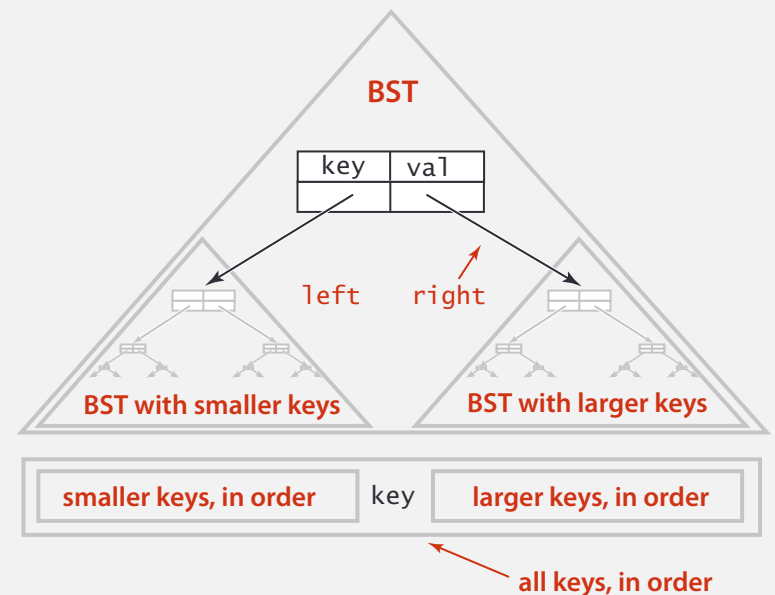 BST
key val
left right
BST with smaller keys BST with larger keys
smaller keys, in order key larger keys, in order
all keys, in order